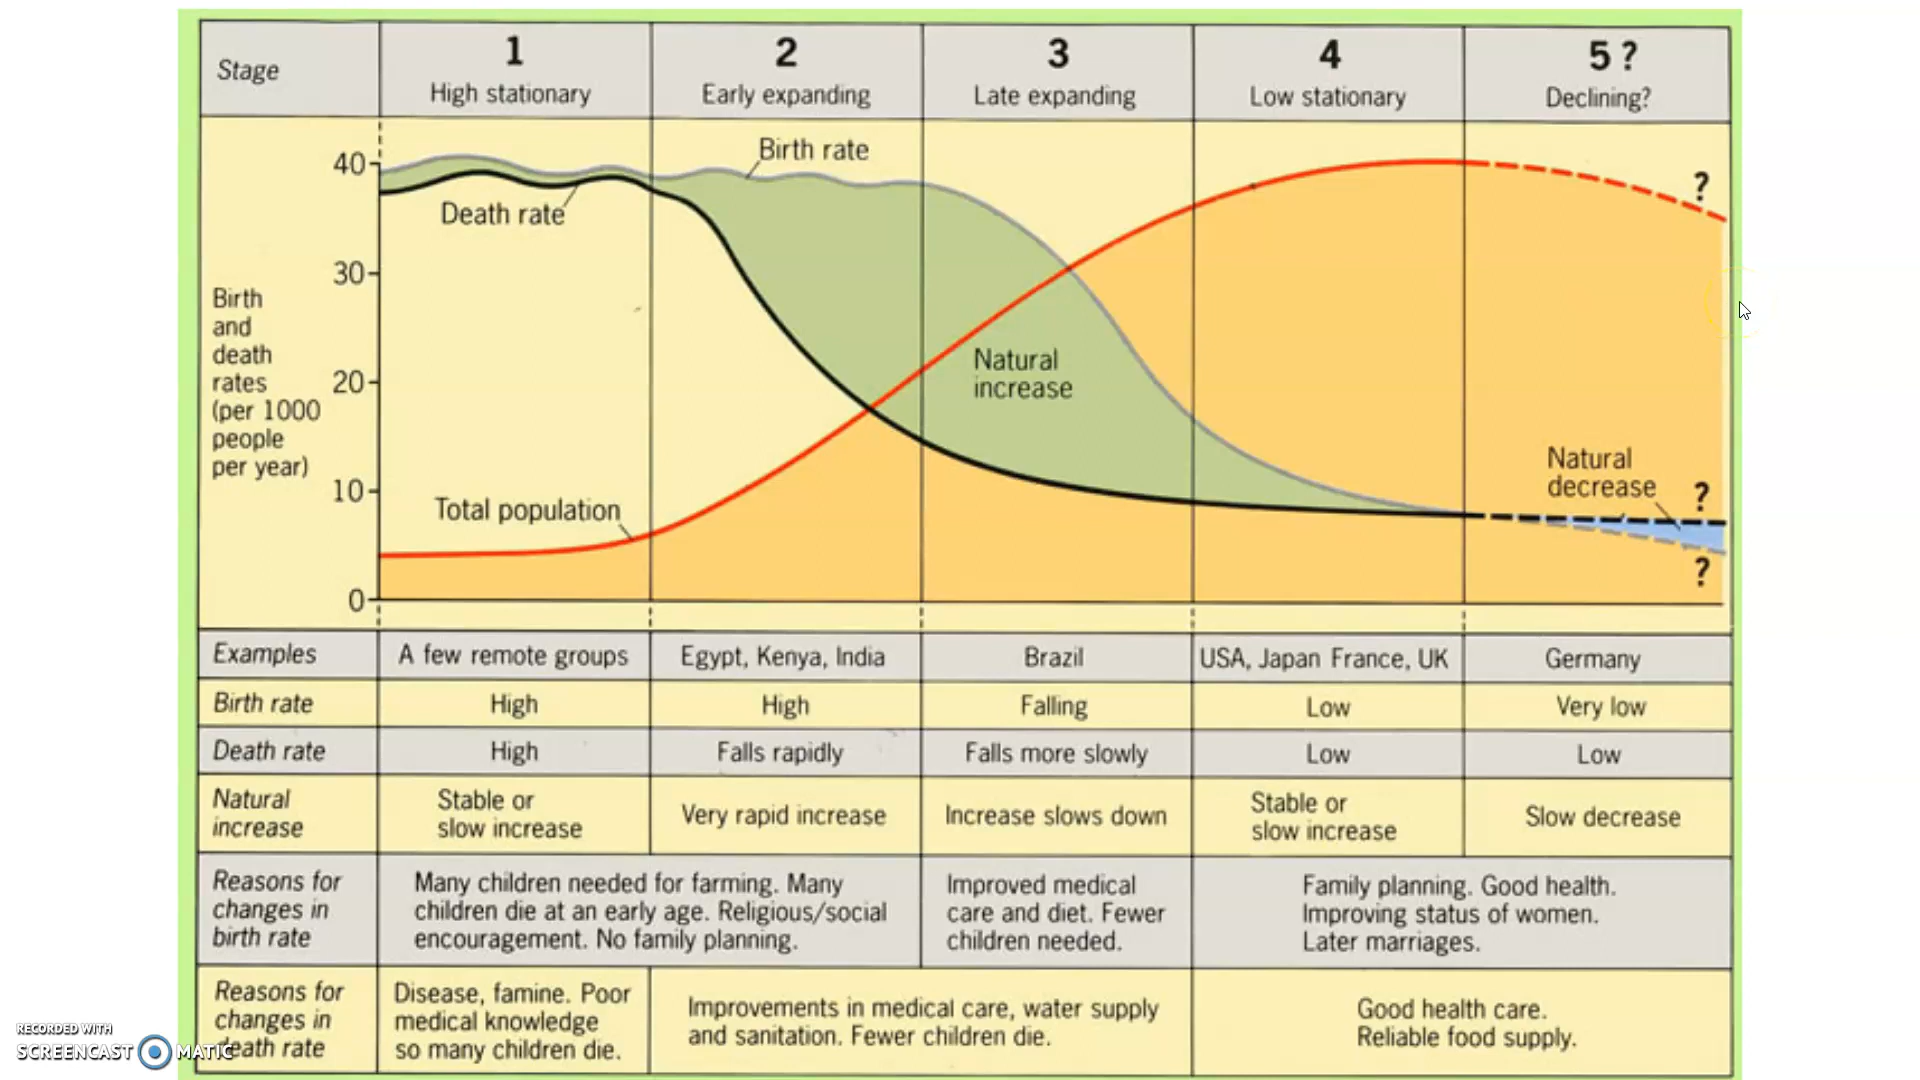 Stage
1
High stationary
2
Early expanding
3
Late expanding
4
Low stationary
5 ?
Declining?
Birth
and
death
rates
(per 1000
people
per year)
40
30
20
10
0
Birth rate
Death rate
Total population
Natural
increase
Natural
decrease
?
?
?
Examples
A few remote groups
Egypt, Kenya, India
Brazil
USA, Japan France, UK
Germany
Birth rate
High
High
Falling
Low
Very low
Death rate
High
Falls rapidly
Falls more slowly
Low
Low
Natural
increase
Stable or
slow increase
Very rapid increase
Increase slows down
Stable or
slow increase
Slow decrease
Reasons for
changes in
birth rate
Many children needed for farming. Many
children die at an early age. Religious/social
encouragement. No family planning.
Improved medical
care and diet. Fewer
children needed.
Family planning. Good health.
Improving status of women.
Later marriages.
Reasons for
changes in
death rate
Disease, famine. Poor
medical knowledge
so many children die.
Improvements in medical care, water supply
and sanitation. Fewer children die.
Good health care.
Reliable food supply.
RECORDED WITH
SCREENCAST MATIC